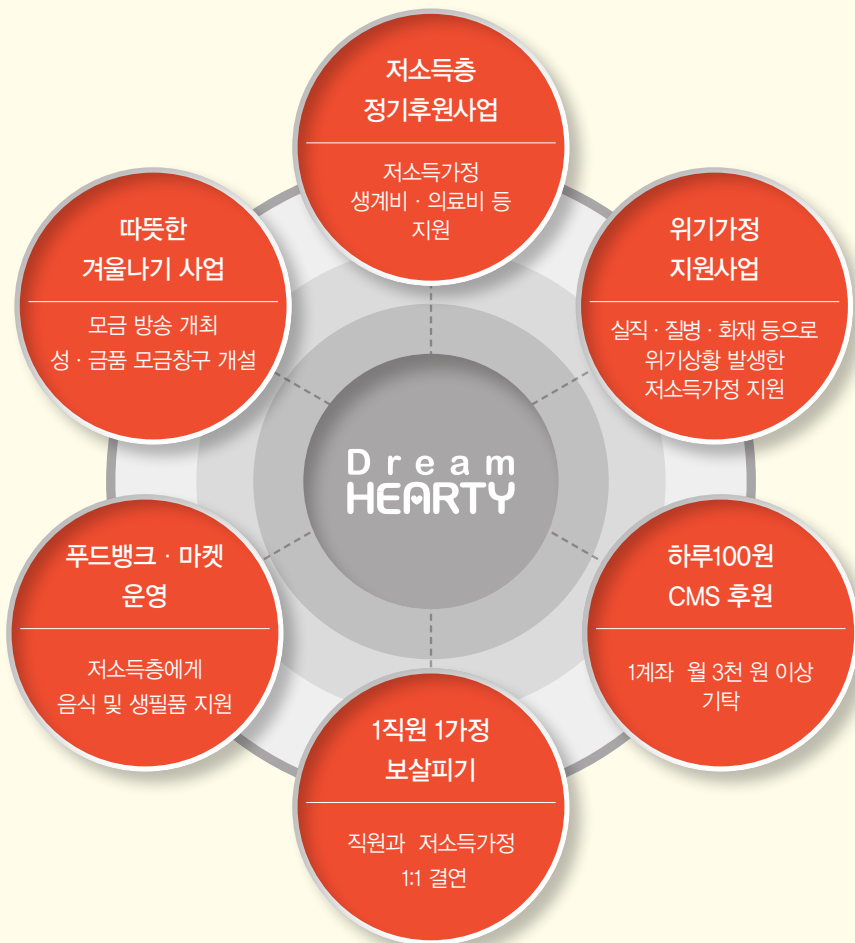 저소득층
정기후원사업
저소득가정
생계비 · 의료비 등
지원
위기가정
지원사업
실직 · 질병 · 화재 등으로
위기상황 발생한
저소득가정 지원
하루100원
CMS 후원
1계좌 월 3천 원 이상
기탁
1직원 1가정
보살피기
직원과 저소득가정
1:1 결연
푸드뱅크 · 마켓
운영
저소득층에게
음식 및 생필품 지원
따뜻한
겨울나기 사업
모금 방송 개최
성 · 금품 모금창구 개설
Dream
HEARTY